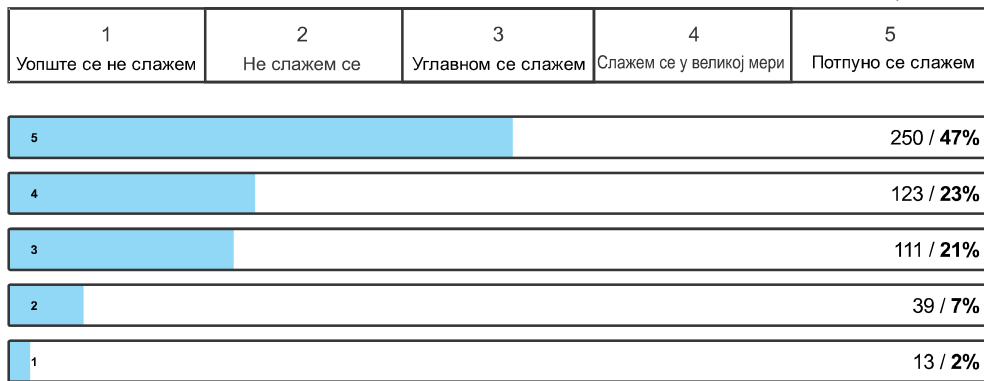 1 2 3 4 5
Уопште се не слажем Не слажем се Углавном се слажем Слажем се у великој мери Потпуно се слажем
5 250 / 47%
4 123 / 23%
3 111 / 21%
2 39 / 7%
1 13 / 2%